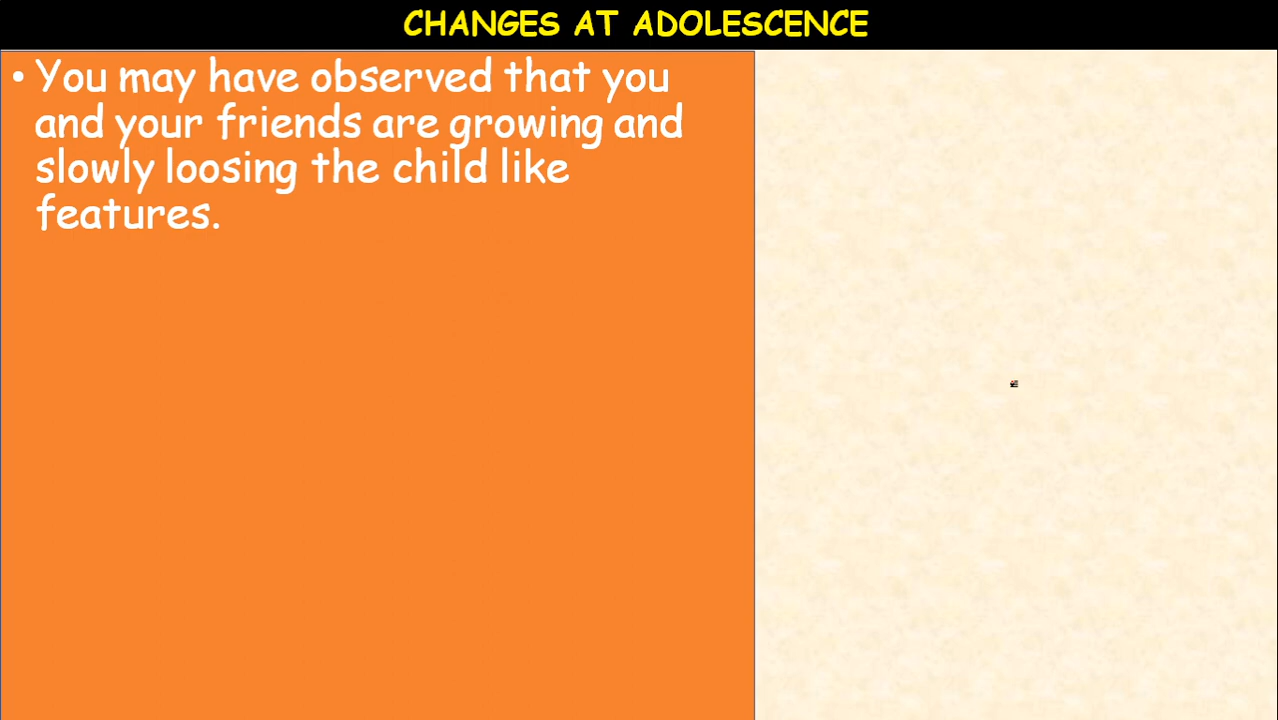 CHANGES AT ADOLESCENCE
• You may have observed that you
and your friends are growing and
slowly loosing the child like
features.